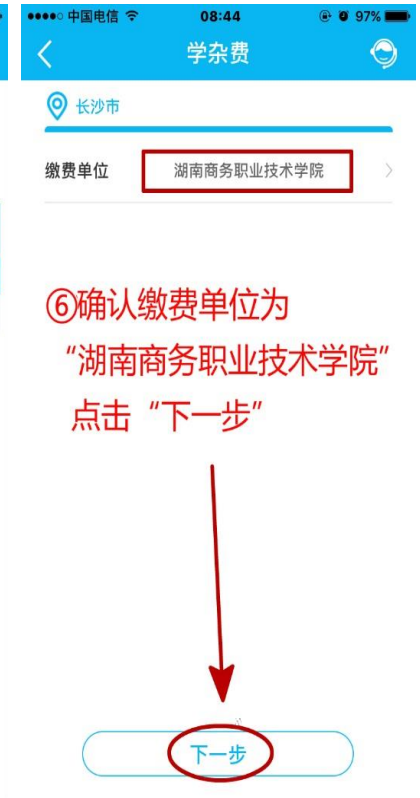 中国电信 08:44 97%
学杂费
长沙市
缴费单位 湖南商务职业技术学院
⑥确认缴费单位为
“湖南商务职业技术学院”
点击“下一步”
下一步